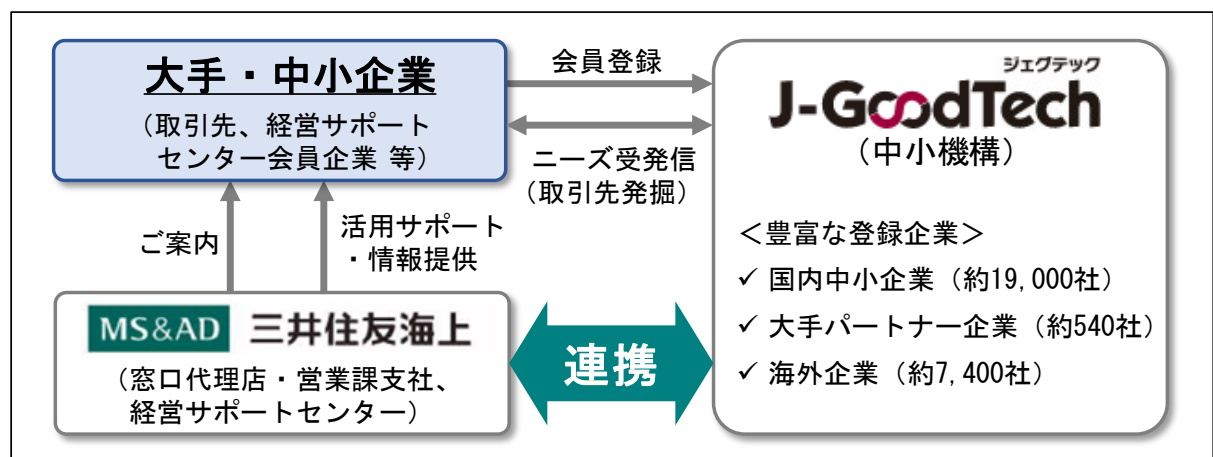 大手・中小企業
（取引先、経営サポート
センター会員企業 等）
会員登録
ニーズ受発信
（取引先発掘）
ジェグテック
J-GoodTech
（中小機構）
＜豊富な登録企業＞
✓ 国内中小企業（約19,000社）
✓ 大手パートナー企業（約540社）
✓ 海外企業（約7,400社）
ご案内
活用サポート
・情報提供
MS&AD 三井住友海上
（窓口代理店・営業課支社、
経営サポートセンター）
連携